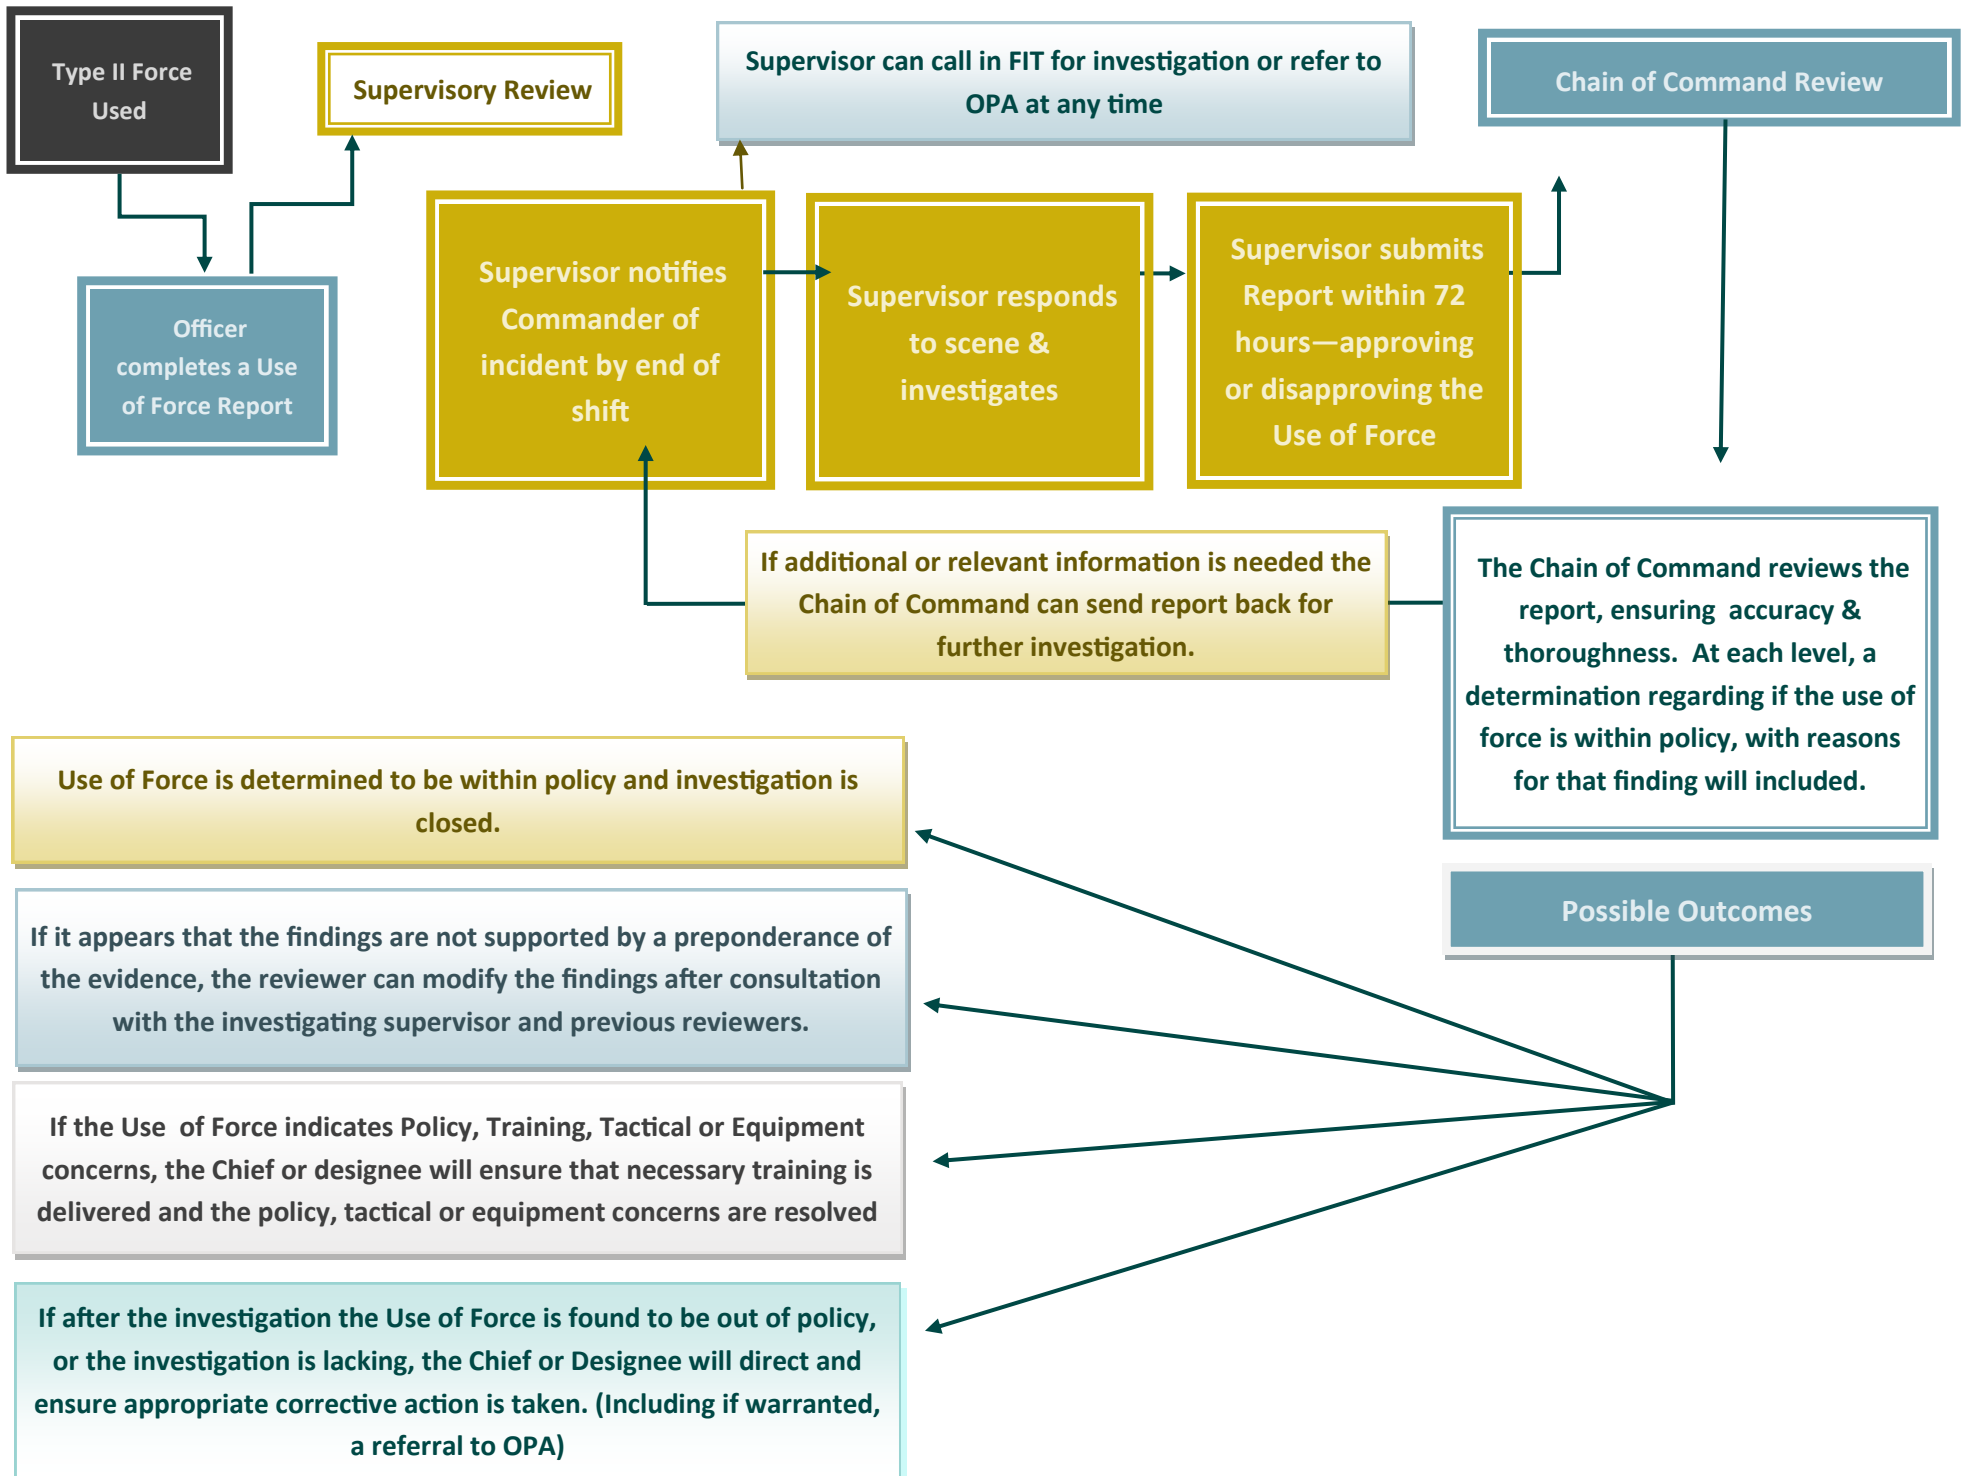 Type II Force
Used
Supervisory Review
Supervisor can call in FIT for investigation or refer to
OPA at any time
Chain of Command Review
Officer
completes a Use
of Force Report
Supervisor notifies
Commander of
incident by end of
shift
Supervisor responds
to scene &
investigates
Supervisor submits
Report within 72
hours—approving
or disapproving the
Use of Force
If additional or relevant information is needed the
Chain of Command can send report back for
further investigation.
The Chain of Command reviews the
report, ensuring  accuracy &
thoroughness.  At each level, a
determination regarding if the use of
force is within policy, with reasons
for that finding will included.
Possible Outcomes
Use of Force is determined to be within policy and investigation is
closed.
If it appears that the findings are not supported by a preponderance of
the evidence, the reviewer can modify the findings after consultation
with the investigating supervisor and previous reviewers.
If the Use  of Force indicates Policy, Training, Tactical or Equipment
concerns, the Chief or designee will ensure that necessary training is
delivered and the policy, tactical or equipment concerns are resolved
If after the investigation the Use of Force is found to be out of policy,
or the investigation is lacking, the Chief or Designee will direct and
ensure appropriate corrective action is taken. (Including if warranted,
a referral to OPA)